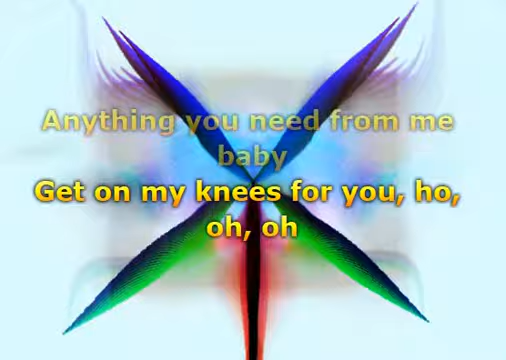 Anything you need from me
baby
Get on my knees for you, ho,
oh, oh